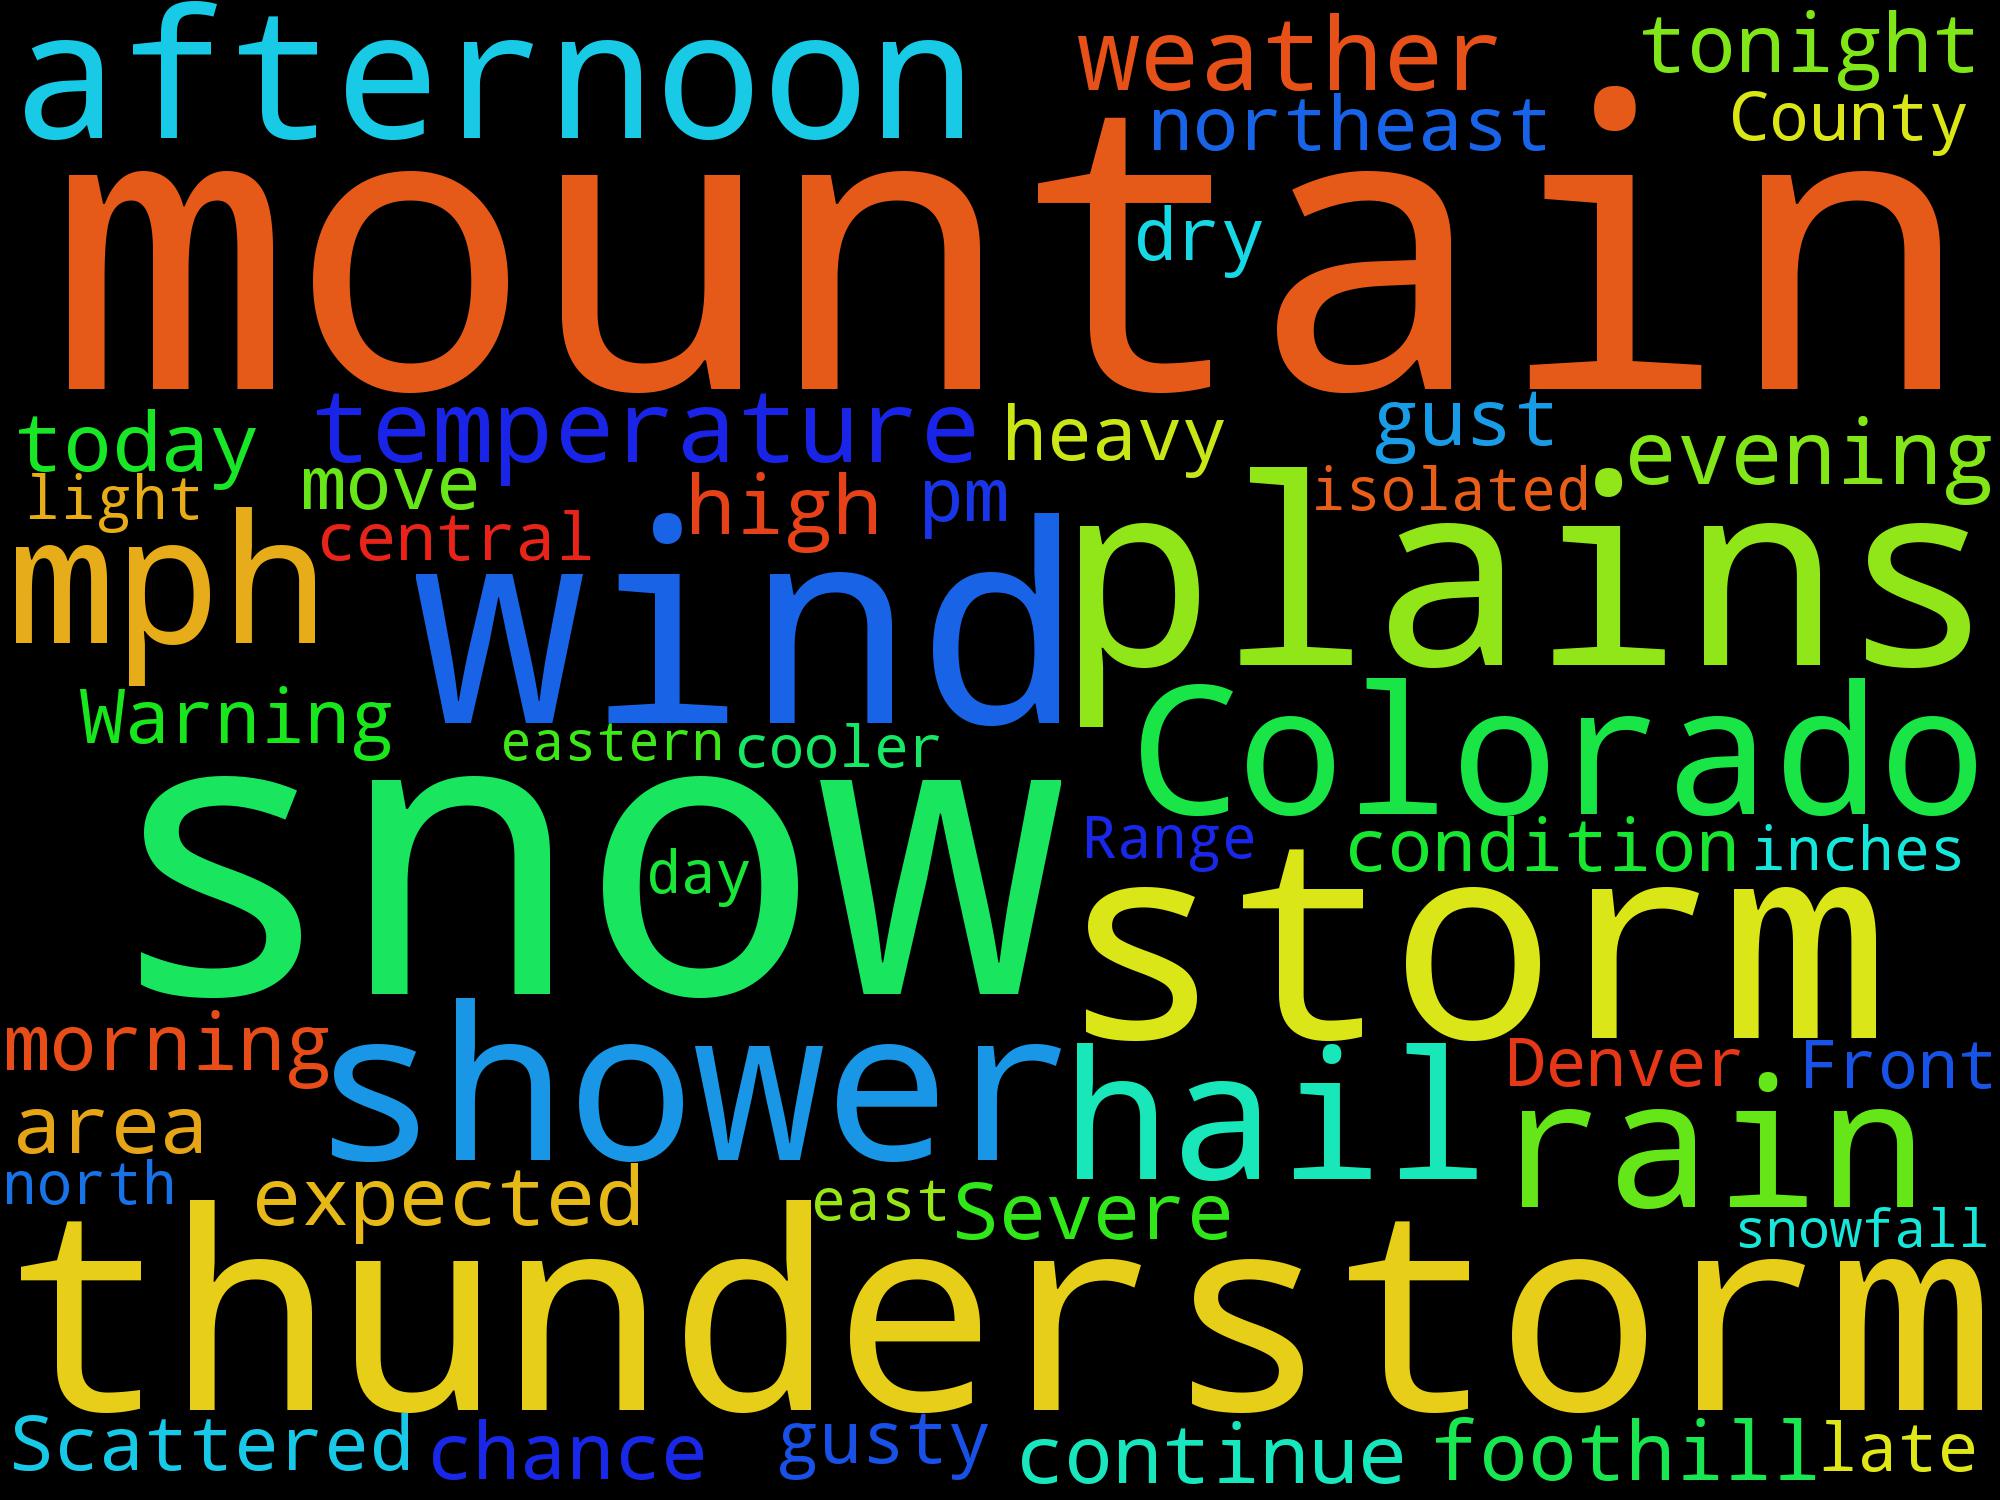 afternoon weather tonight
northeast County
mountain
dry
today temperature heavy gust evening
light move high pm isolated
central
mph wind plains
Warning eastern cooler Colorado
snow
day
Range condition inches
storm
morning shower hail Denver Front
area rain
north expected east Severe snowfall
thunderstorm
Scattered chance gusty continue foothill late